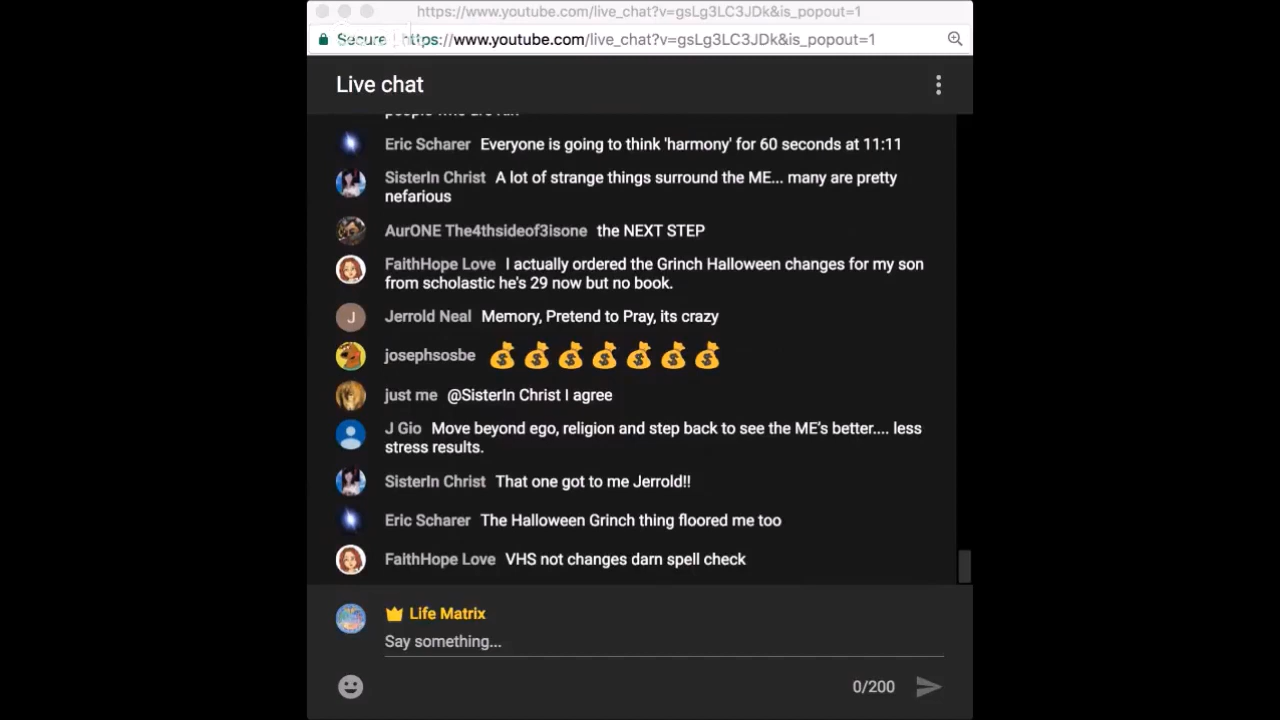 https://www.youtube.com/live_chat?v=gsLg3LC3JDk&is_popout=1
Secure https://www.youtube.com/live_chat?v=gsLg3LC3JDk&is_popout=1
Live chat
Eric Scharer Everyone is going to think 'harmony' for 60 seconds at 11:11
SisterIn Christ A lot of strange things surround the ME... many are pretty
nefarious
AurONE The4thsideof3isone the NEXT STEP
FaithHope Love I actually ordered the Grinch Halloween changes for my son
from scholastic he's 29 now but no book.
J
Jerrold Neal Memory, Pretend to Pray, its crazy
josephsosbe 💰 💰 💰 💰 💰 💰 💰
just me @SisterIn Christ I agree
J Gio Move beyond ego, religion and step back to see the ME's better.... less
stress results.
SisterIn Christ That one got to me Jerrold!!
Eric Scharer The Halloween Grinch thing floored me too
FaithHope Love VHS not changes darn spell check
Life Matrix
Say something...
0/200